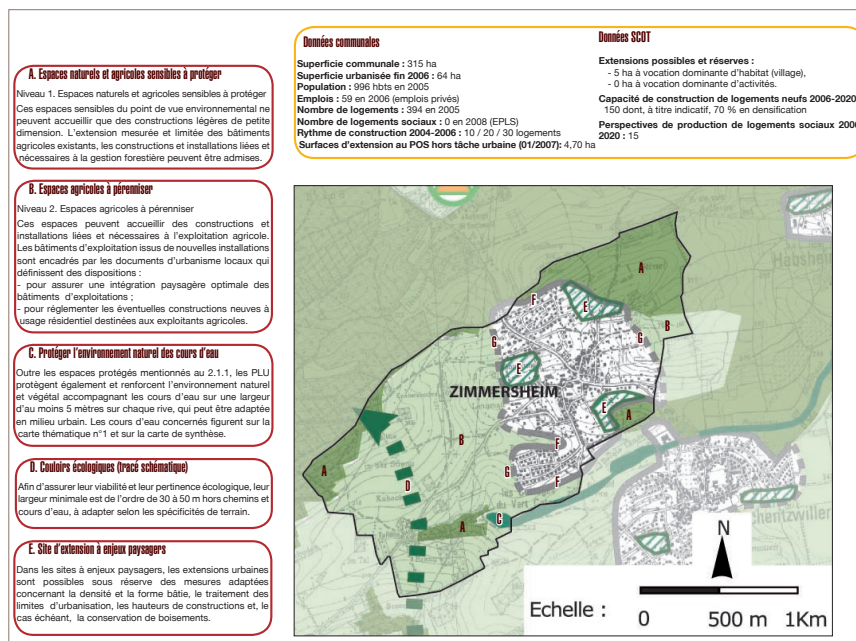 A. Espaces naturels et agricoles sensibles à protéger
Niveau 1. Espaces naturels et agricoles sensibles à protéger
Ces espaces sensibles du point de vue environnemental ne
peuvent accueillir que des constructions légères de petite
dimension. L'extension mesurée et limitée des bâtiments
agricoles existants, les constructions et installations liées et
nécessaires à la gestion forestière peuvent être admises.
B. Espaces agricoles à pérenniser
Niveau 2. Espaces agricoles à pérenniser
Ces espaces peuvent accueillir des constructions et
installations liées et nécessaires à l'exploitation agricole.
Les bâtiments d'exploitation issus de nouvelles installations
sont encadrés par les documents d'urbanisme locaux qui
définissent des dispositions :
- pour assurer une intégration paysagère optimale des
bâtiments d'exploitations ;
- pour réglementer les éventuelles constructions neuves à
usage résidentiel destinées aux exploitants agricoles.
C. Protéger l'environnement naturel des cours d'eau
Outre les espaces protégés mentionnés au 2.1.1, les PLU
protègent également et renforcent l'environnement naturel
et végétal accompagnant les cours d'eau sur une largeur
d'au moins 5 mètres sur chaque rive, qui peut être adaptée
en milieu urbain. Les cours d'eau concernés figurent sur la
carte thématique n°1 et sur la carte de synthèse.
D. Couloirs écologiques (tracé schématique)
Afin d'assurer leur viabilité et leur pertinence écologique, leur
largeur minimale est de l'ordre de 30 à 50 m hors chemins et
cours d'eau, à adapter selon les spécificités de terrain.
E. Site d'extension à enjeux paysagers
Dans les sites à enjeux paysagers, les extensions urbaines
sont possibles sous réserve des mesures adaptées
concernant la densité et la forme bâtie, le traitement des
limites d'urbanisation, les hauteurs de constructions et, le
cas échéant, la conservation de boisements.
Données communales
Superficie communale : 315 ha
Superficie urbanisée fin 2006 : 64 ha
Population : 996 hbts en 2005
Emplois : 59 en 2006 (emplois privés)
Nombre de logements : 394 en 2005
Nombre de logements sociaux : 0 en 2008 (EPLS)
Rythme de construction 2004-2006 : 10 / 20 / 30 logements
Surfaces d'extension au POS hors tâche urbaine (01/2007): 4,70 ha
Données SCOT
Extensions possibles et réserves :
- 5 ha à vocation dominante d'habitat (village),
- 0 ha à vocation dominante d'activités.
Capacité de construction de logements neufs 2006-2020
150 dont, à titre indicatif, 70 % en densification
Perspectives de production de logements sociaux 2006
2020 : 15
A
F
E
B
Habsheim
G
G
E
ZIMMERSHEIM
E
A
B
F
A
D
G
F
C
A
du Vert
N
Echelle :
0
500 m
1Km